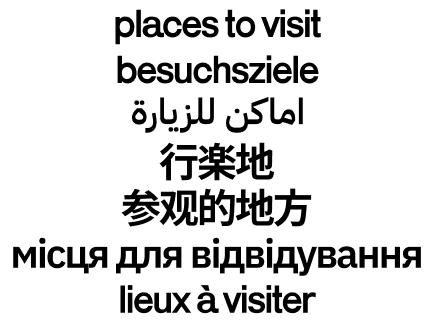 places to visit
besuchsziele
اماكن للزيارة
行楽地
参观的地方
місця для відвідування
lieux à visiter